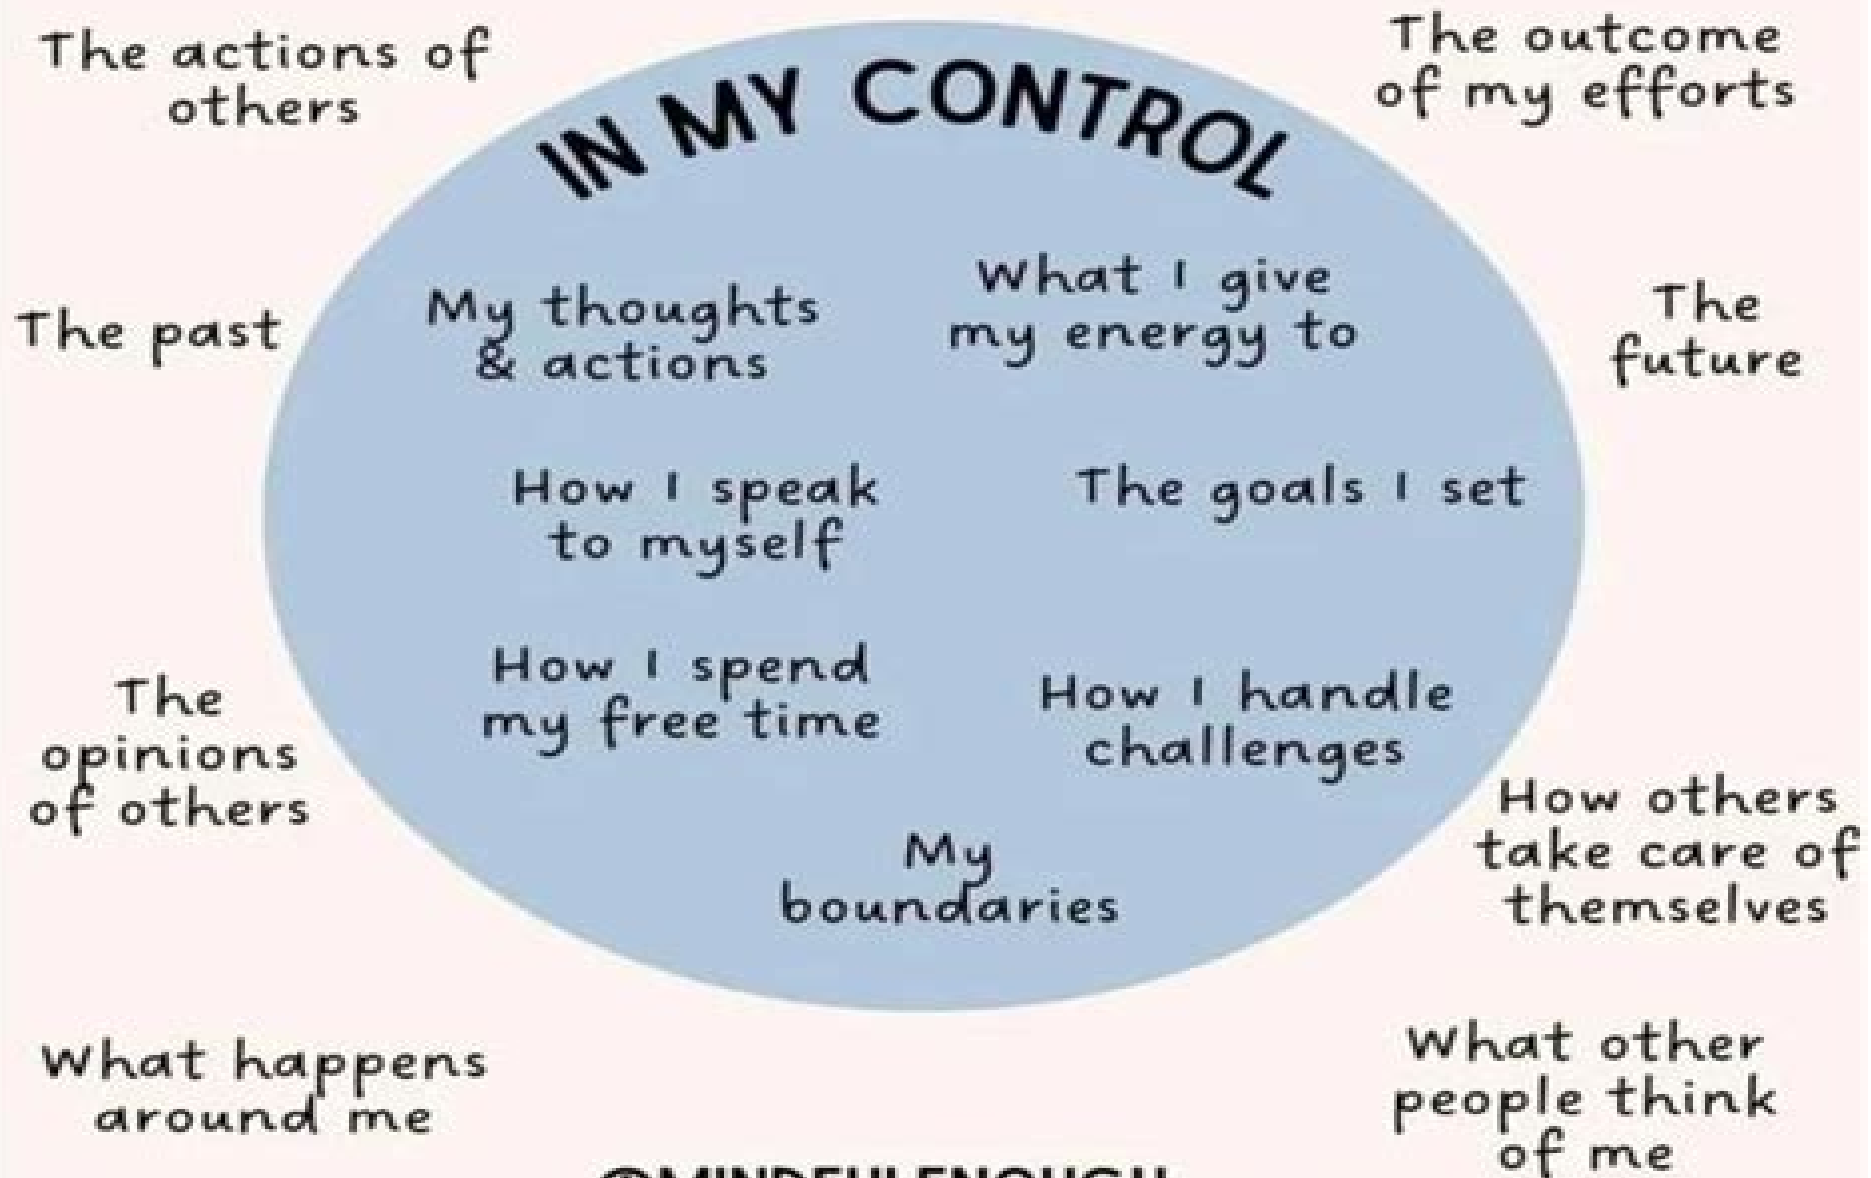 The actions of
others
The outcome
of my efforts
IN MY CONTROL
The past
My thoughts
& actions
What I give
my energy to
The
future
How I speak
to myself
The goals I set
The
opinions
of others
How I spend
my free time
How I handle
challenges
How others
take care of
themselves
My
boundaries
What happens
around me
What other
people think
of me
@MINDFULENOUGH